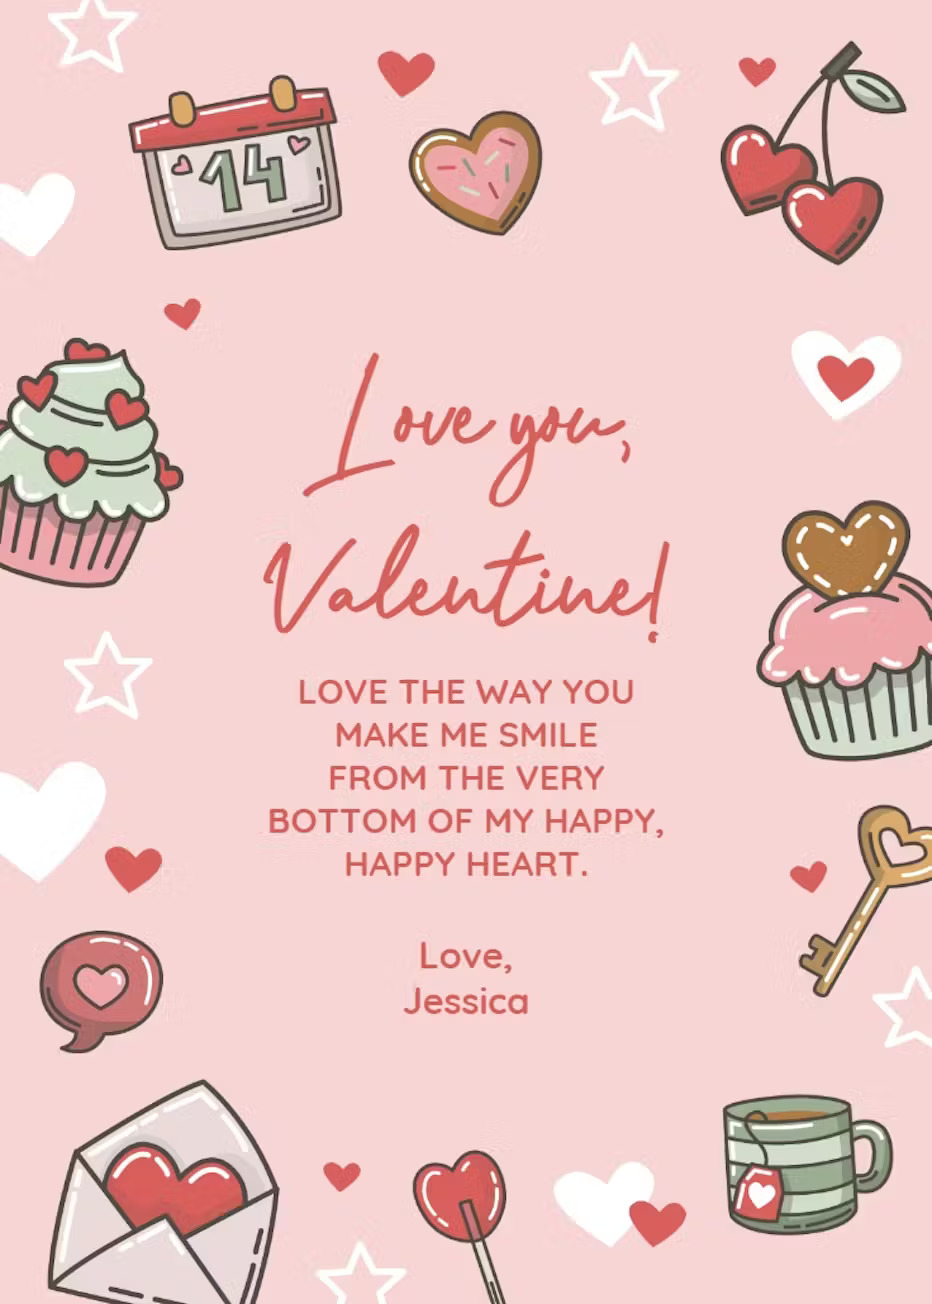 14
Love you,
Valentine!
LOVE THE WAY YOU
MAKE ME SMILE
FROM THE VERY
BOTTOM OF MY HAPPY,
HAPPY HEART.
Love,
Jessica